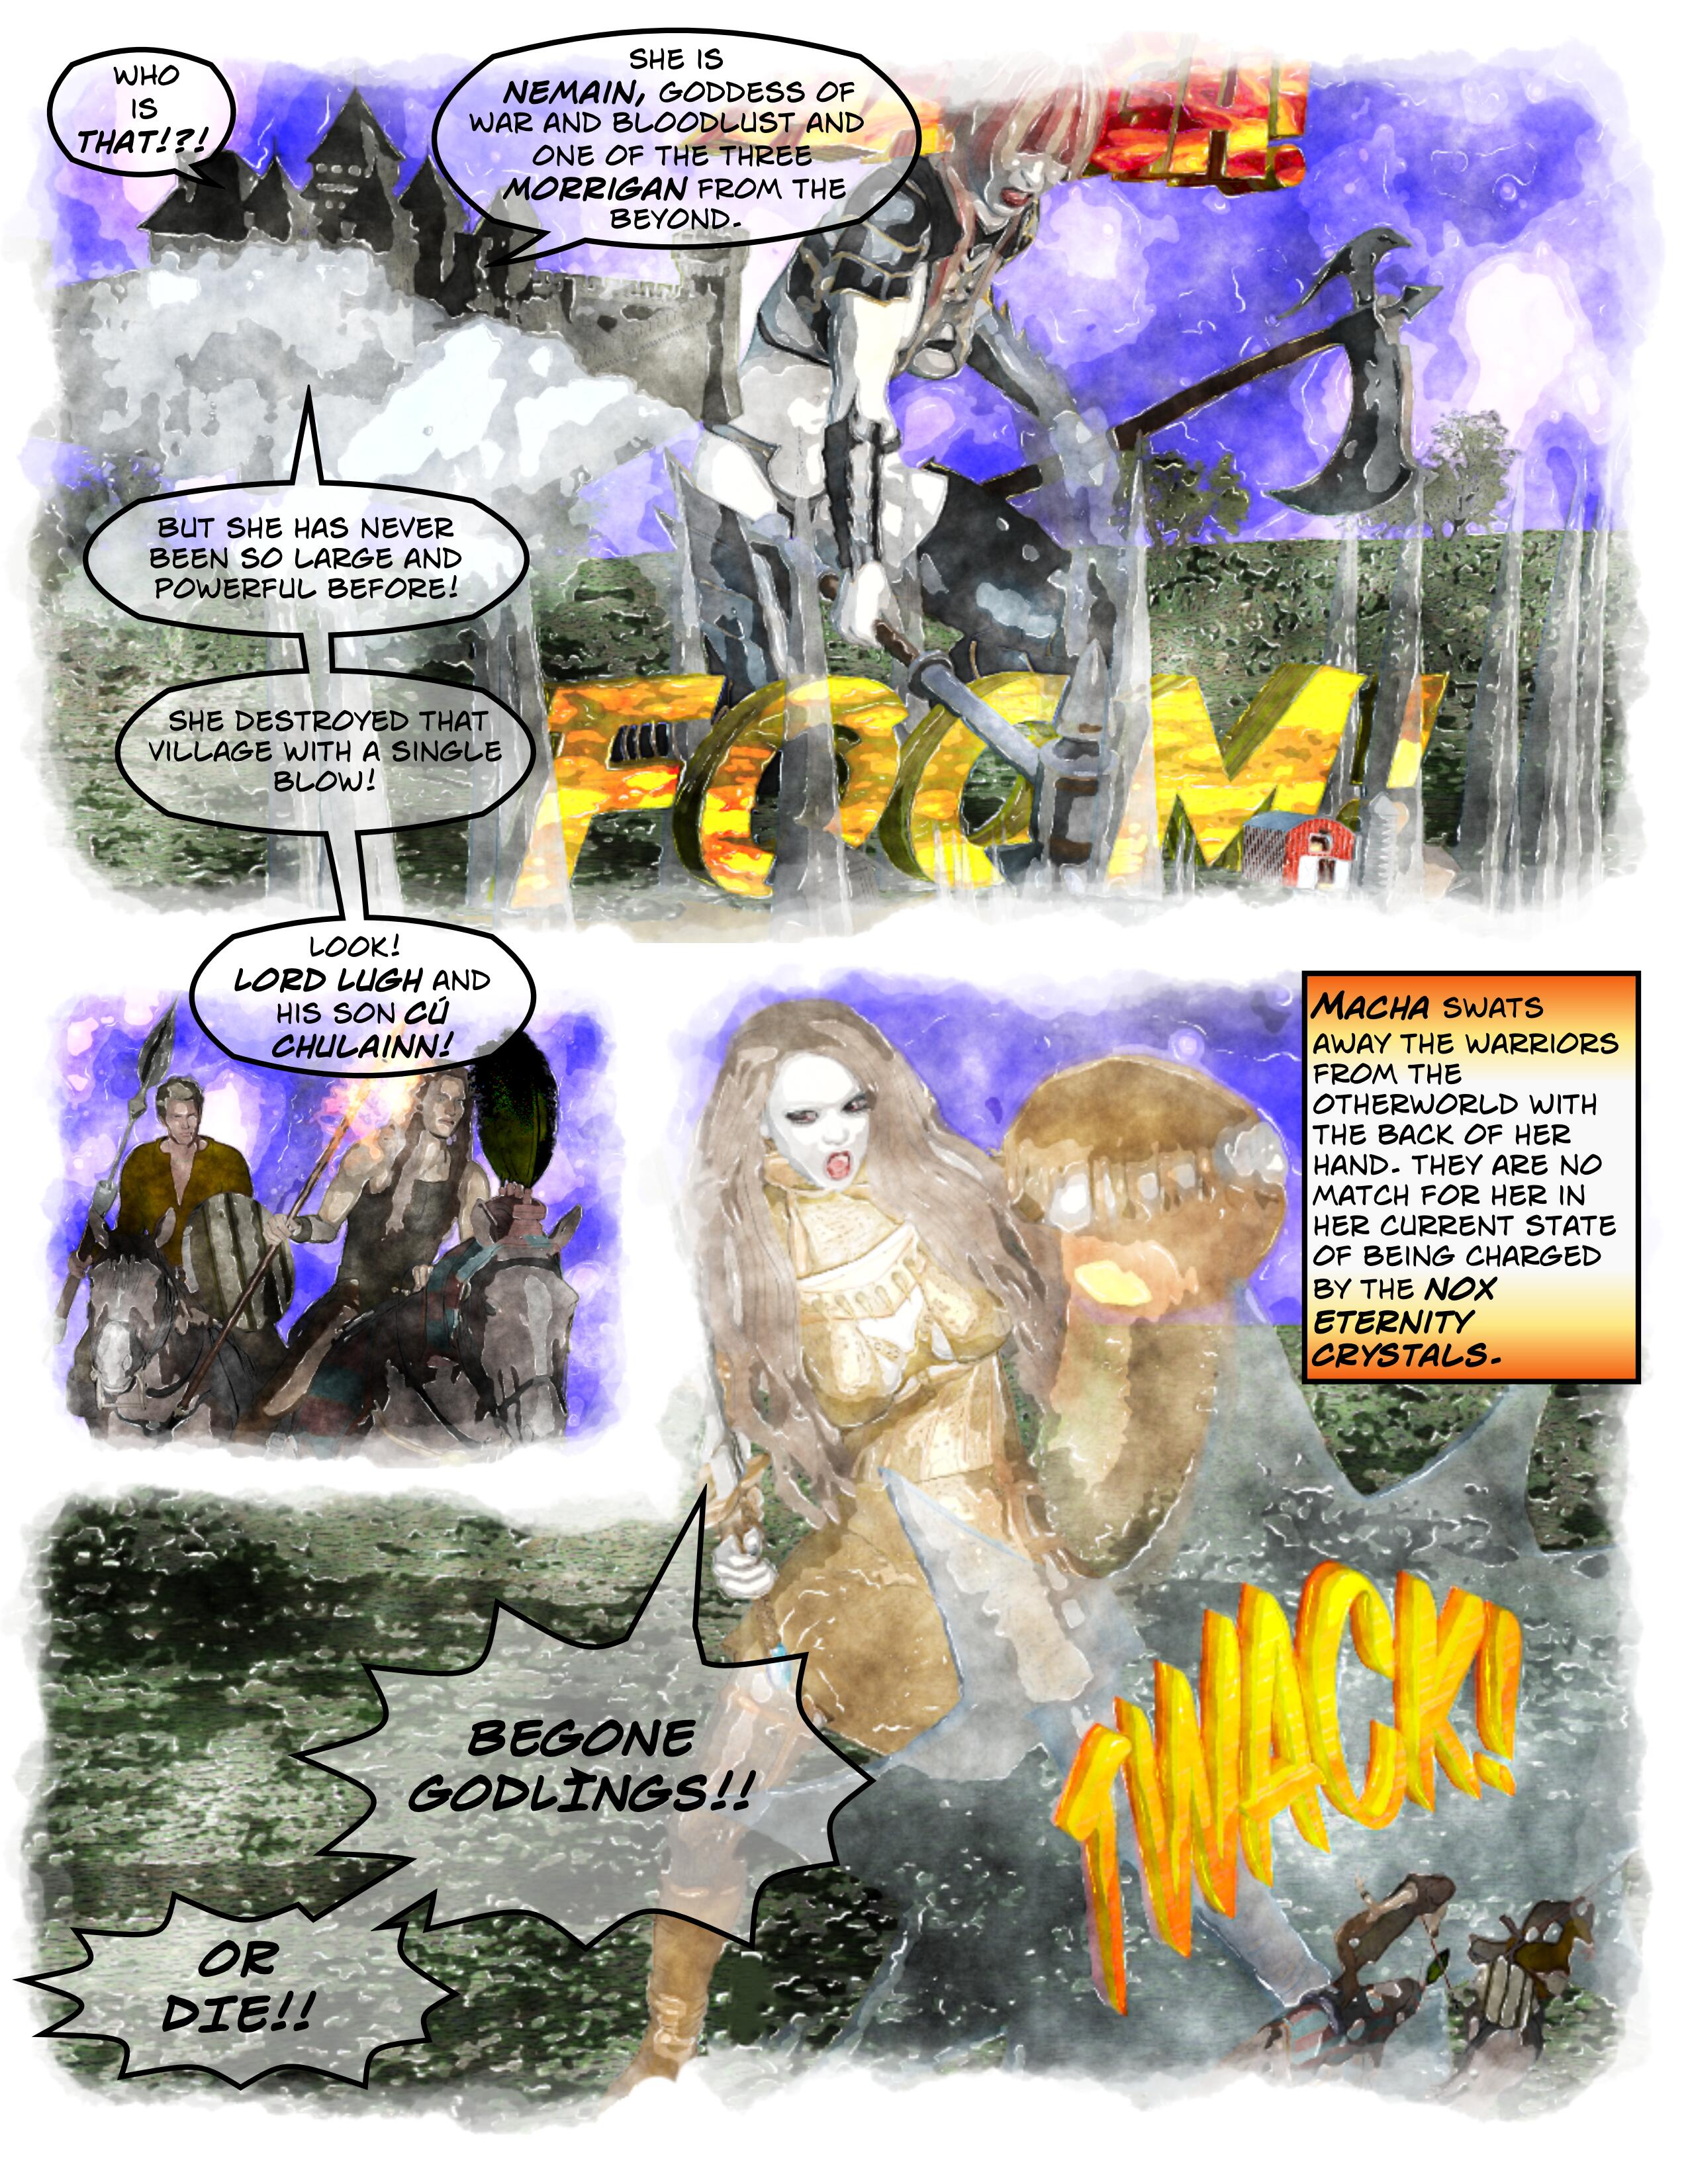 WHO
IS
THAT!?!
SHE IS
NEMAIN, GODDESS OF
WAR AND BLOODLUST AND
ONE OF THE THREE
MORRIGAN FROM THE
BEYOND.
BUT SHE HAS NEVER
BEEN SO LARGE AND
POWERFUL BEFORE!
SHE DESTROYED THAT
VILLAGE WITH A SINGLE
BLOW!
FOOM!
LOOK!
LORD LUGH AND
HIS SON CÚ
CHULAINN!
MACHA SWATS
AWAY THE WARRIORS
FROM THE
OTHERWORLD WITH
THE BACK OF HER
HAND. THEY ARE NO
MATCH FOR HER IN
HER CURRENT STATE
OF BEING CHARGED
BY THE NOX
ETERNITY
CRYSTALS.
BEGONE
GODLINGS!!
OR
DIE!!
TWACK!